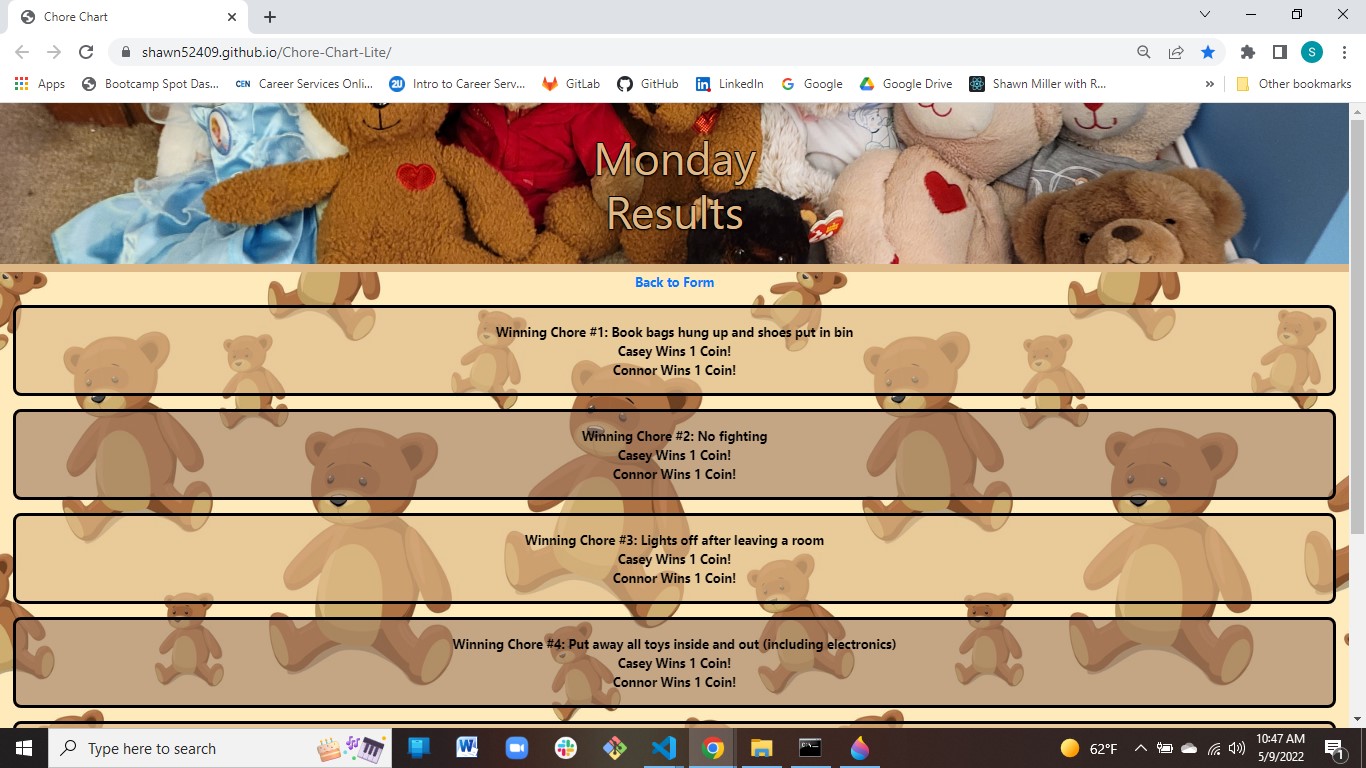 Chore Chart
shawn52409.github.io/Chore-Chart-Lite/
S
Apps
Bootcamp Spot Das...
CEN Career Services Onli...
2U Intro to Career Serv...
GitLab
GitHub
in LinkedIn
G Google
Google Drive
Shawn Miller with R...
»
Other bookmarks
Monday
Results
Back to Form
Winning Chore #1: Book bags hung up and shoes put in bin
Casey Wins 1 Coin!
Connor Wins 1 Coin!
Winning Chore #2: No fighting
Casey Wins 1 Coin!
Connor Wins 1 Coin!
Winning Chore #3: Lights off after leaving a room
Casey Wins 1 Coin!
Connor Wins 1 Coin!
Winning Chore #4: Put away all toys inside and out (including electronics)
Casey Wins 1 Coin!
Connor Wins 1 Coin!
Type here to search
62°F
10:47 AM
5/9/2022
1